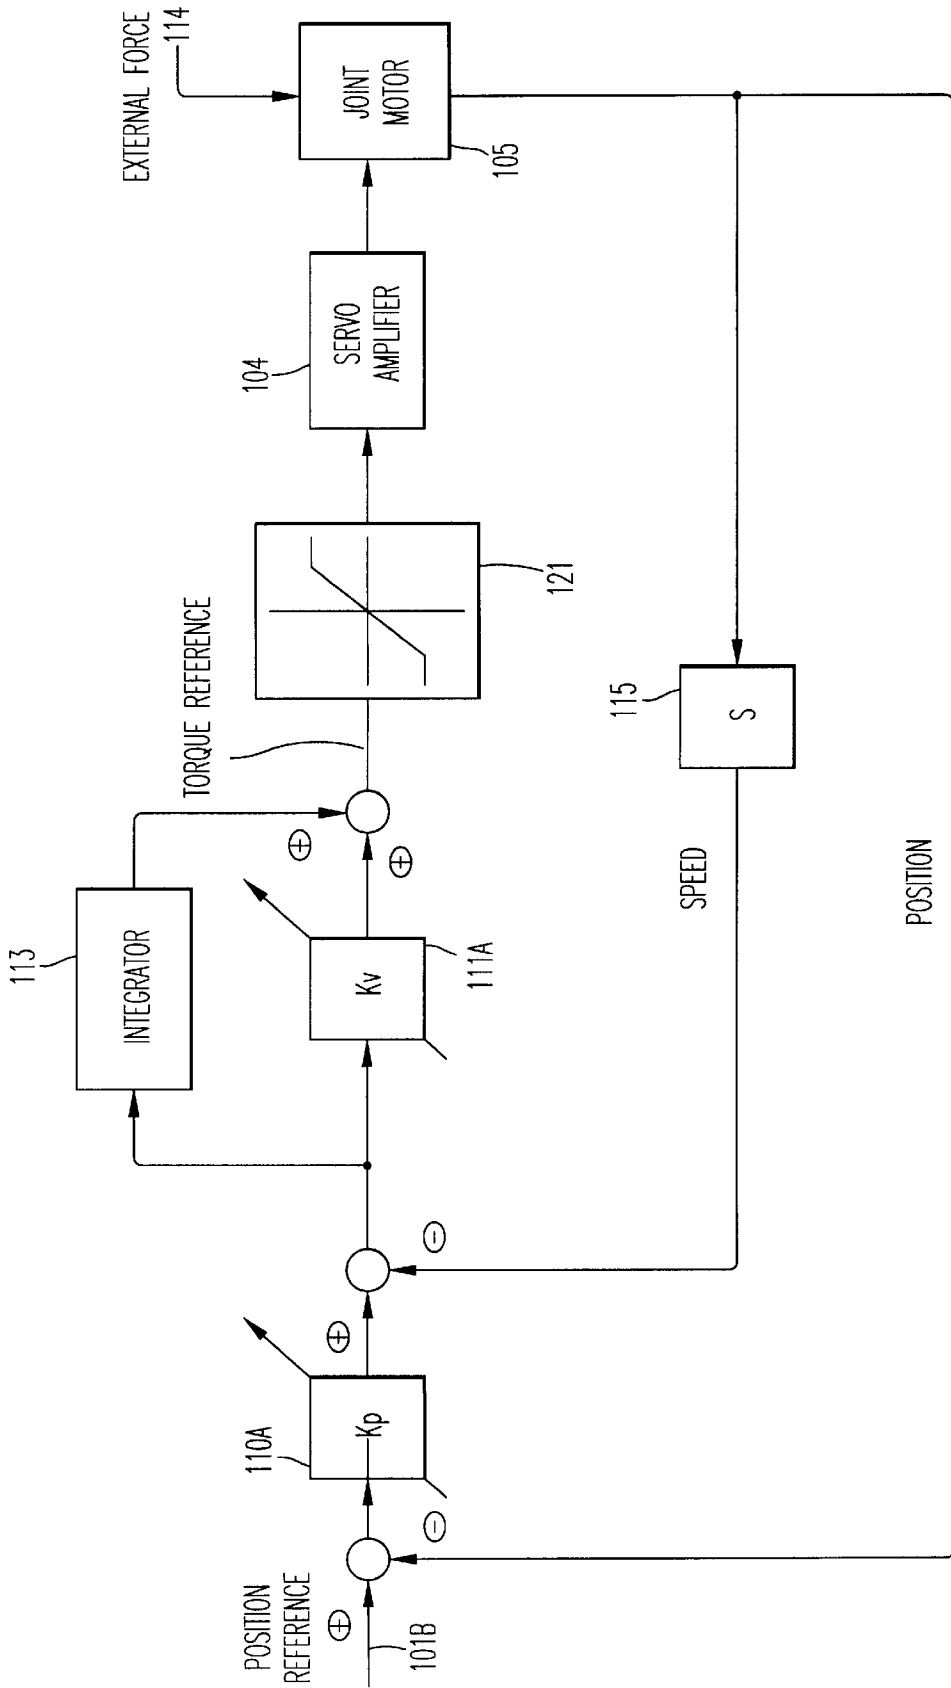 EXTERNAL FORCE
114
JOINT
MOTOR
105
SERVO
AMPLIFIER
104
121
TORQUE REFERENCE
INTEGRATOR
113
⊕
⊕
Kv
111A
S
115
SPEED
POSITION
⊖
⊕
Kp
110A
⊖
POSITION
REFERENCE
⊕
101B